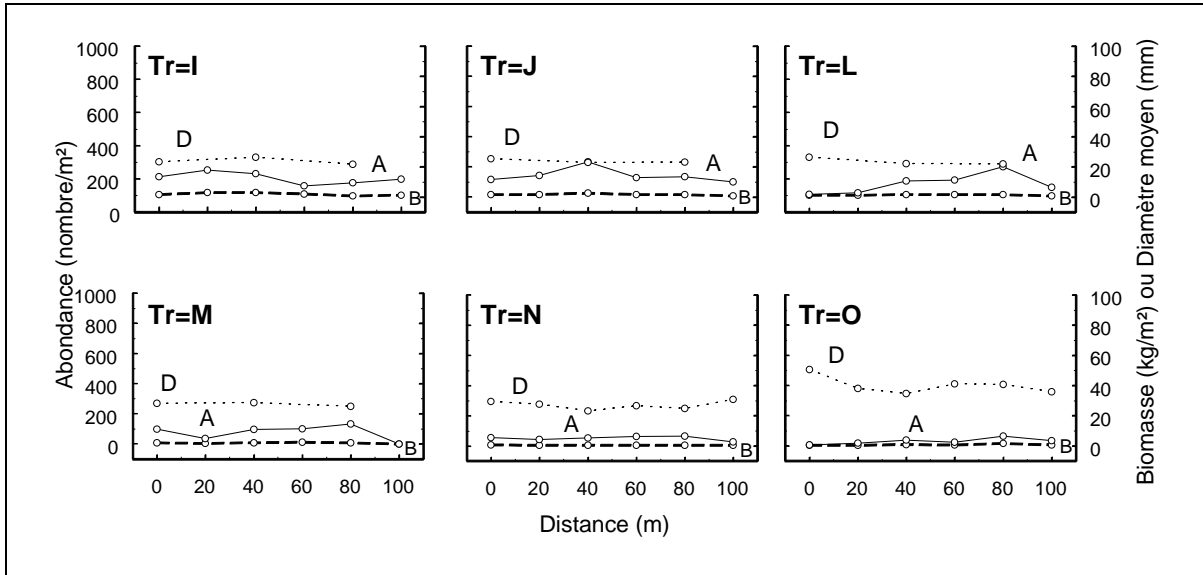 Abondance (nombre/m²)
1000
800
600
400
200
0
Tr=I
D
A
B
Tr=J
D
A
B
Tr=L
D
A
B
100
80
60
40
20
0
1000
800
600
400
200
0
Tr=M
D
A
B
Tr=N
D
A
B
Tr=O
D
A
B
100
80
60
40
20
0
Biomasse (kg/m²) ou Diamètre moyen (mm)
0 20 40 60 80 100
0 20 40 60 80 100
0 20 40 60 80 100
Distance (m)